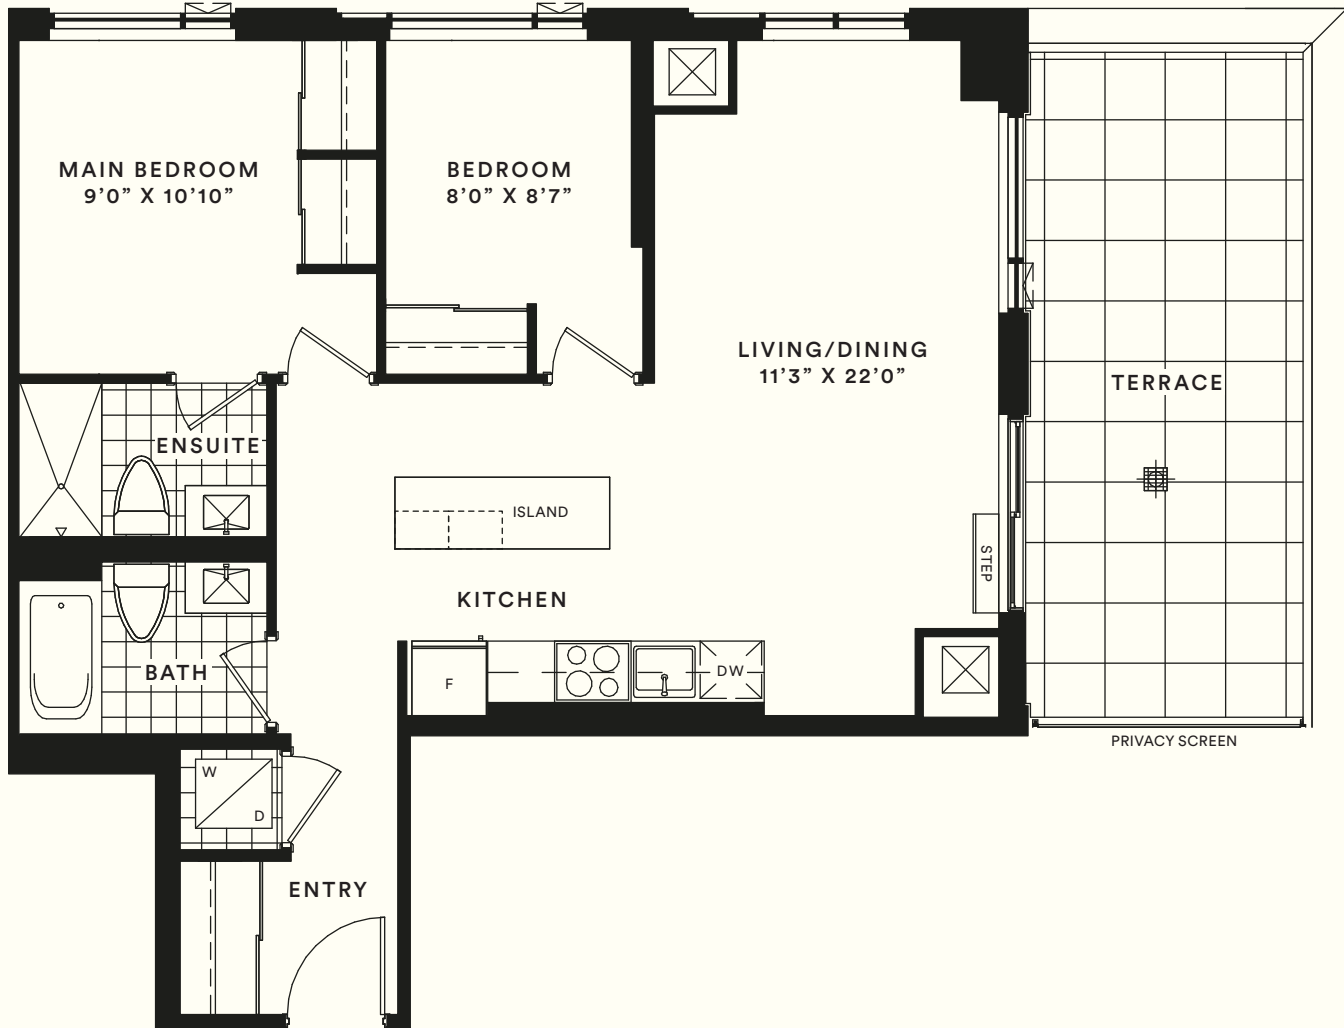 MAIN BEDROOM
9’0” X 10’10”
BEDROOM
8’0” X 8’7”
LIVING/DINING
11’3” X 22’0”
TERRACE
ENSUITE
ISLAND
STEP
KITCHEN
BATH
F
DW
PRIVACY SCREEN
W
D
ENTRY